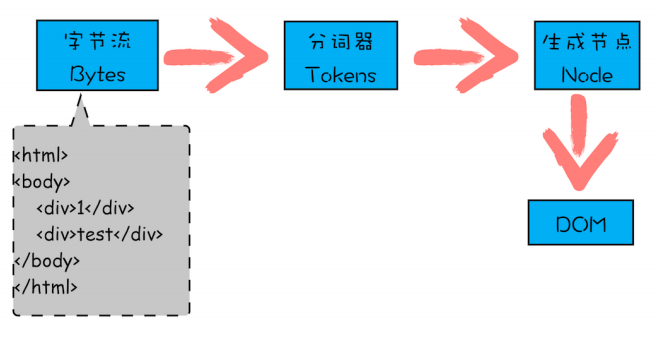 字节流
Bytes
分词器
Tokens
生成节点
Node
DOM
<html>
<body>
<div>1</div>
<div>test</div>
</body>
</html>